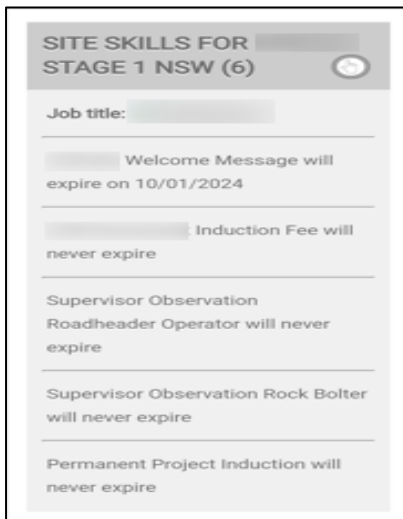 SITE SKILLS FOR
STAGE 1 NSW (6)
Job title:
Welcome Message will
expire on 10/01/2024
Induction Fee will
never expire
Supervisor Observation
Roadheader Operator will never
expire
Supervisor Observation Rock Bolter
will never expire
Permanent Project Induction will
never expire